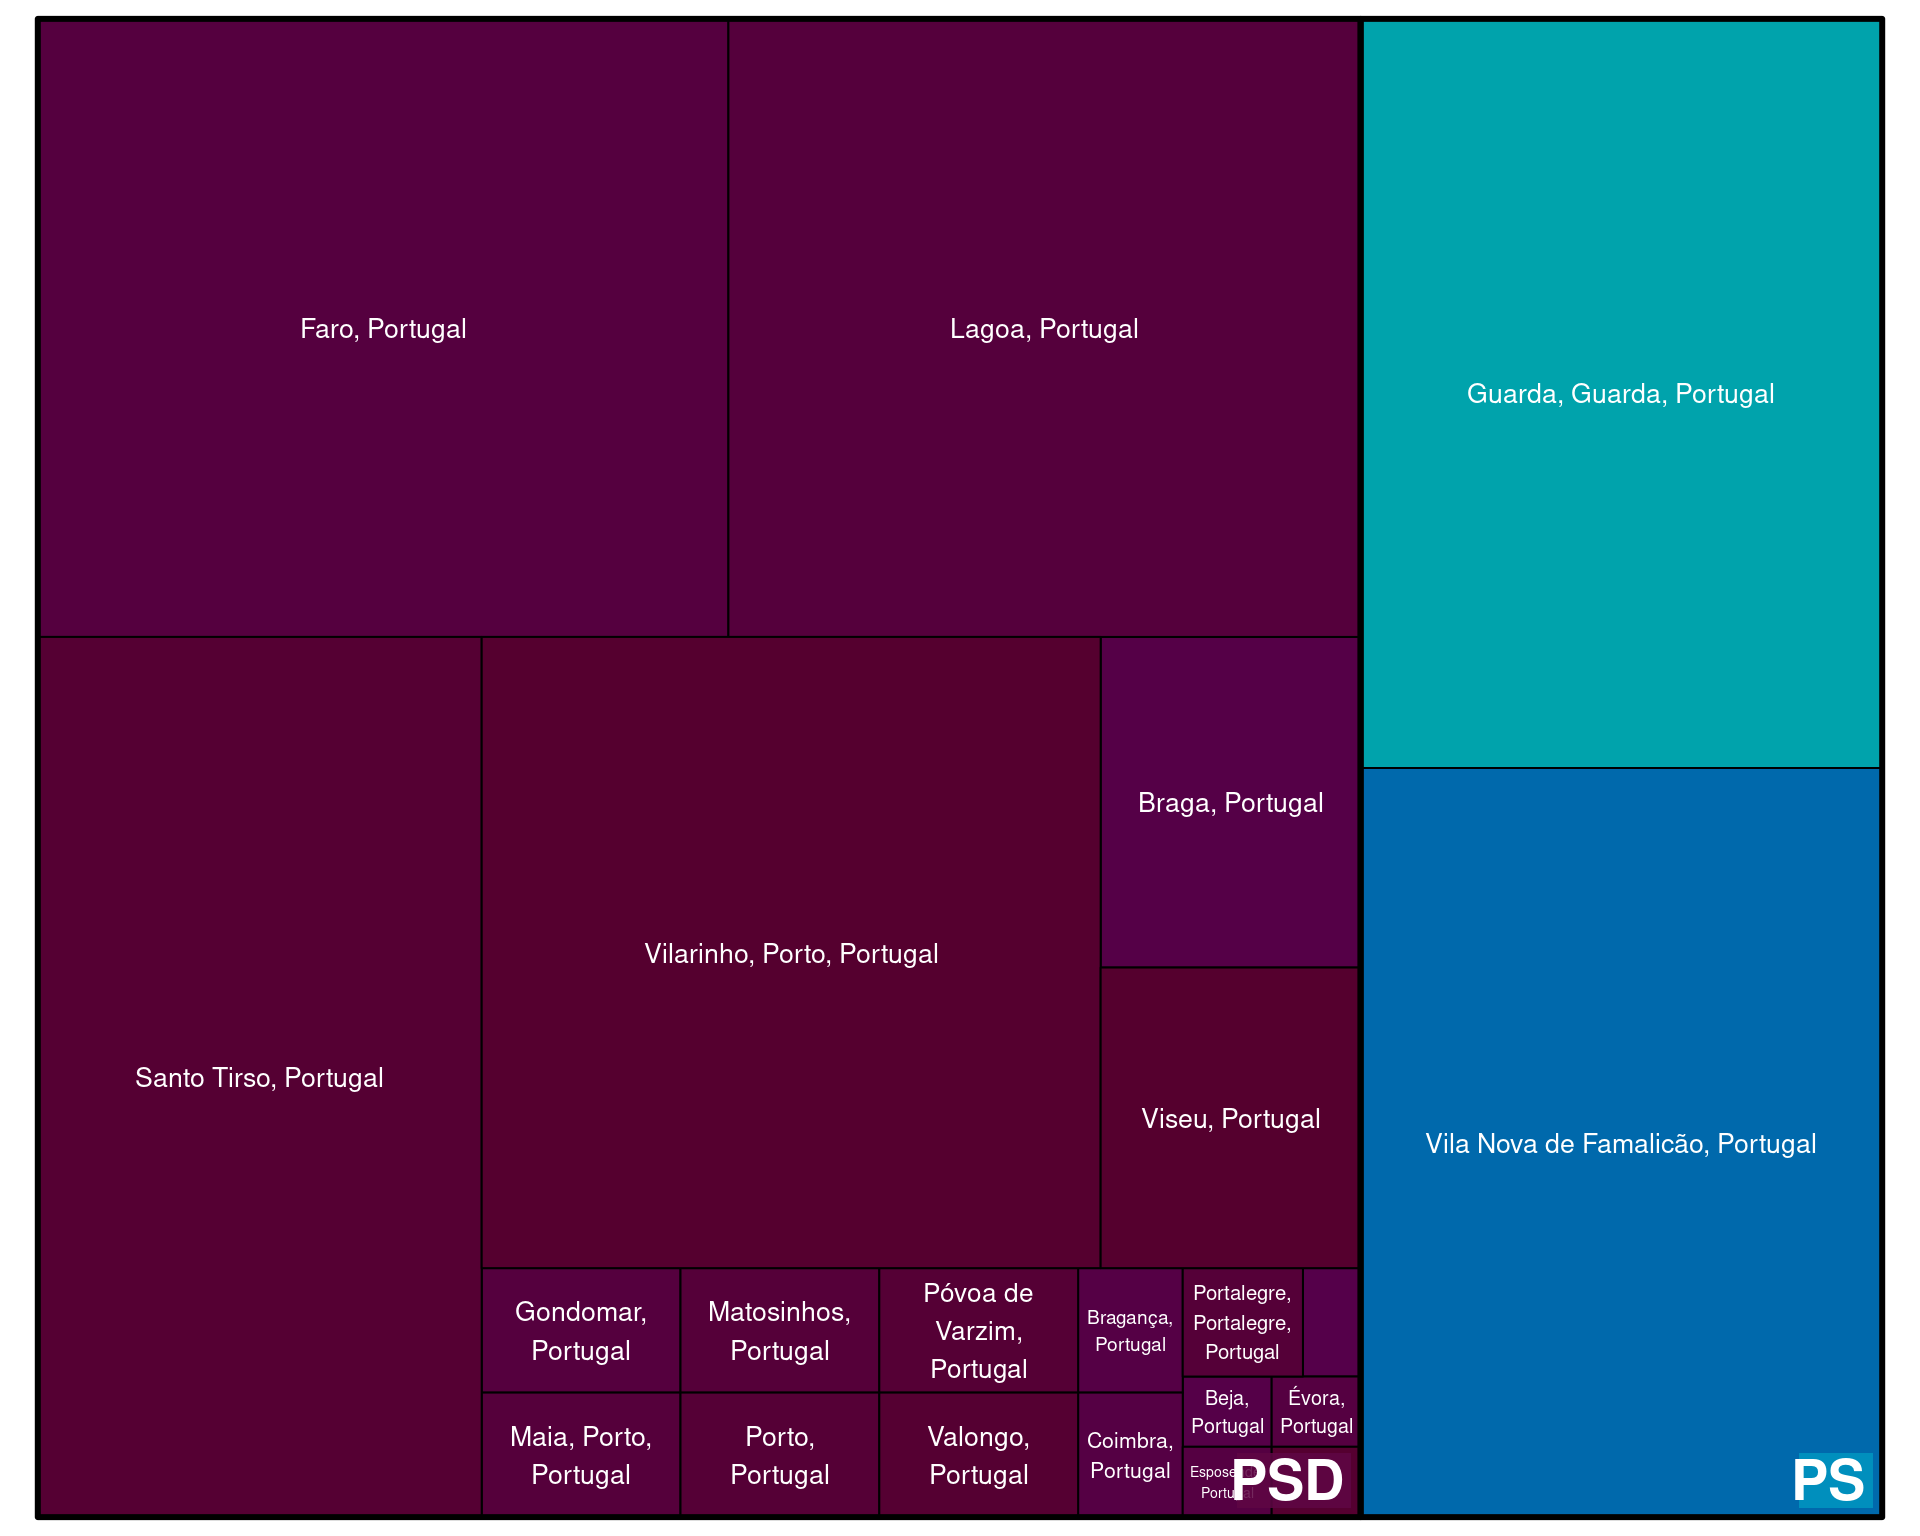 Faro, Portugal
Lagoa, Portugal
Guarda, Guarda, Portugal
Santo Tirso, Portugal
Vilarinho, Porto, Portugal
Braga, Portugal
Viseu, Portugal
Vila Nova de Famalicão, Portugal
Gondomar,
Portugal
Matosinhos,
Portugal
Póvoa de
Varzim,
Portugal
Bragança,
Portugal
Portalegre,
Portalegre,
Portugal
Maia, Porto,
Portugal
Porto,
Portugal
Valongo,
Portugal
Coimbra,
Portugal
Beja,
Portugal
Évora,
Portugal
Portugal
PSD
PS